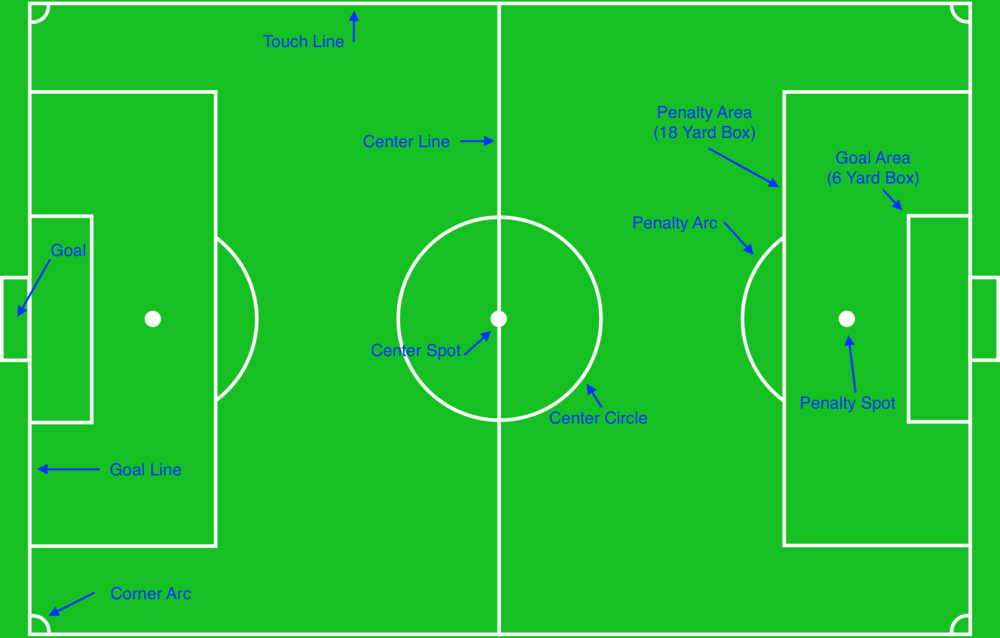 Touch Line
Penalty Area
(18 Yard Box)
Center Line
Goal Area
(6 Yard Box)
Penalty Arc
Goal
Center Spot
Penalty Spot
Center Circle
Goal Line
Corner Arc